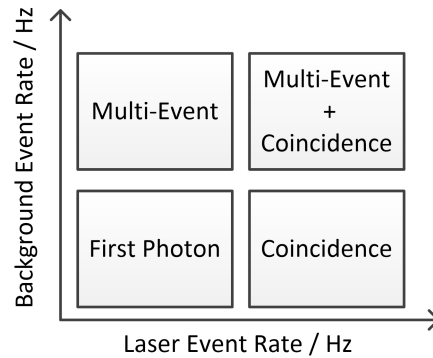 Background Event Rate / Hz
Multi-Event
Multi-Event
+
Coincidence
First Photon
Coincidence
Laser Event Rate / Hz